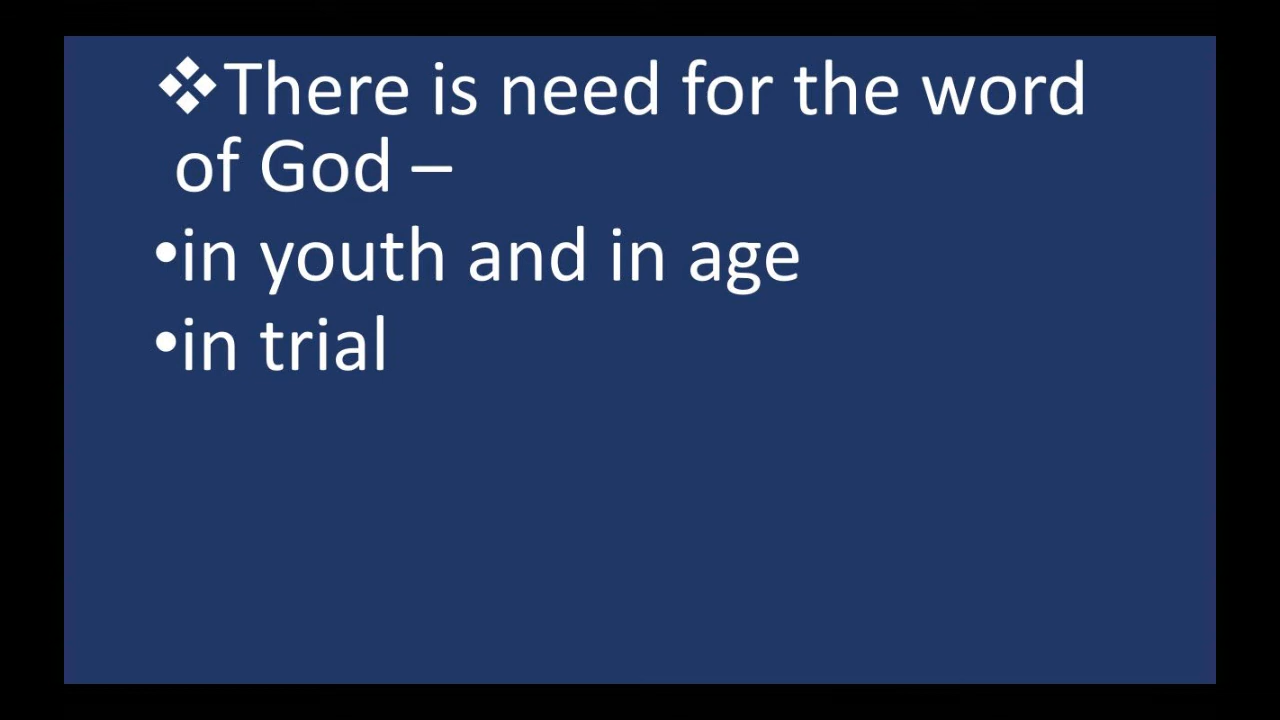 ❖There is need for the word
of God –
•in youth and in age
•in trial